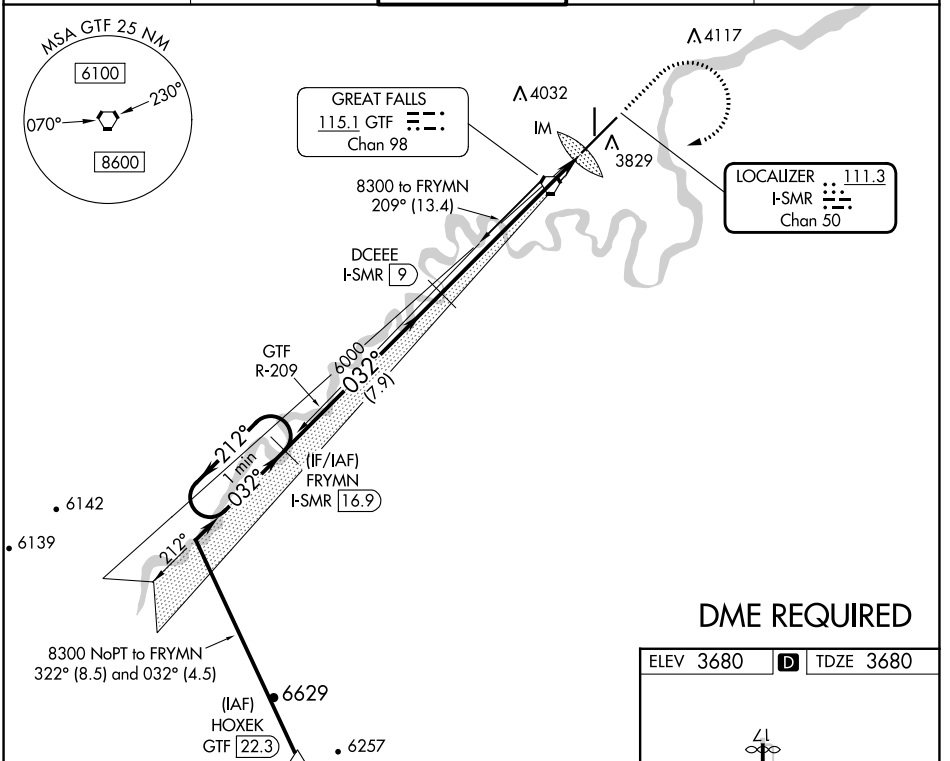 MSA GTF 25 NM
6100
230°
070°
8600
GREAT FALLS
115.1 GTF
Chan 98
4032
4117
IM
3829
LOCALIZER 111.3
I-SMR
Chan 50
8300 to FRYMN
209° (13.4)
DCEEE
I-SMR 9
GTF
R-209
6000
032°
(7.9)
212°
1 min
032°
(IF/IAF)
FRYMN
I-SMR 16.9
6142
6139
212°
8300 NoPT to FRYMN
322° (8.5) and 032° (4.5)
6629
(IAF)
HOXEK
GTF 22.3
6257
DME REQUIRED
ELEV 3680 D TDZE 3680
17